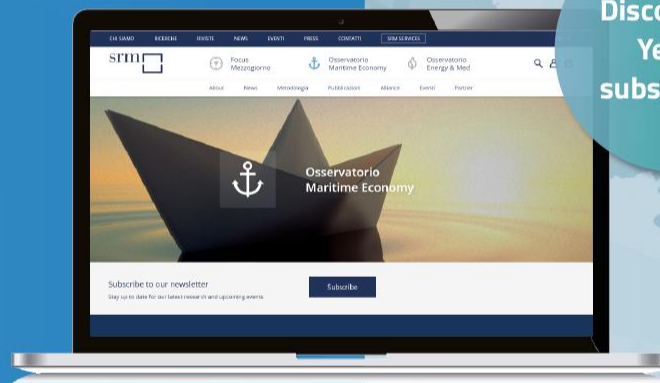 Disco
Ye
subs
CHI SIAMO RICERCHE RIVISTE NEWS EVENTI PRESS CONTATTI SRM SERVICES
srm
Focus
Mezzogiorno
Osservatorio
Maritime Economy
Osservatorio
Energy & Med
About News Metodologia Pubblicazioni Alliance Eventi Partner
Osservatorio
Maritime Economy
Subscribe to our newsletter
Stay up to date for our latest research and upcoming events
Subscribe